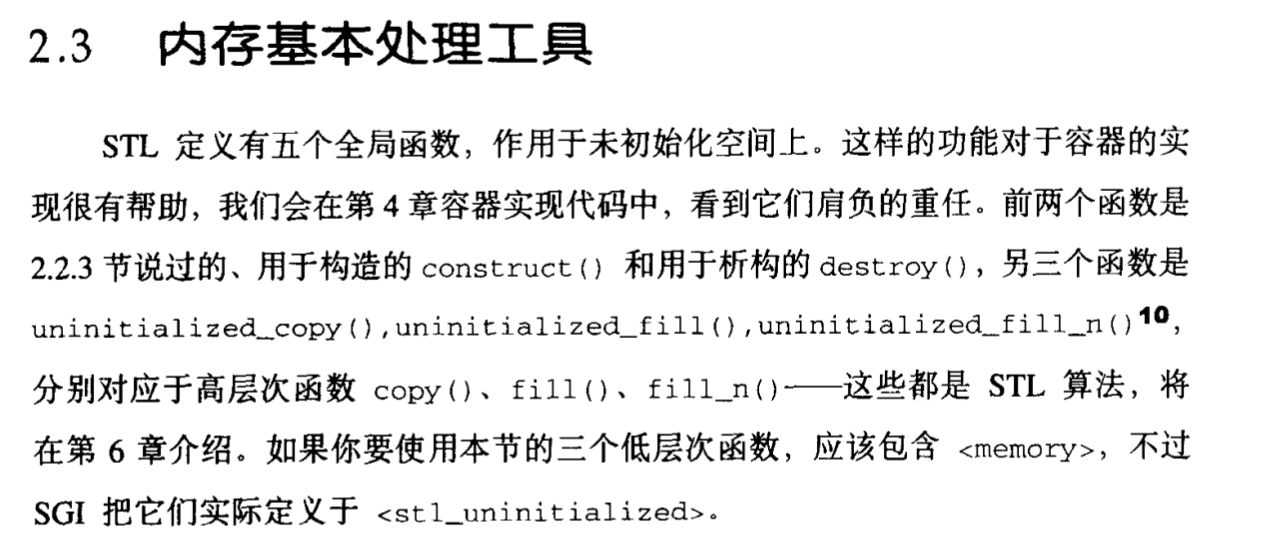 2.3 内存基本处理工具
STL 定义有五个全局函数，作用于未初始化空间上。这样的功能对于容器的实
现很有帮助，我们会在第 4 章容器实现代码中，看到它们肩负的重任。前两个函数是
2.2.3 节说过的、用于构造的 construct() 和用于析构的 destroy()，另三个函数是
uninitialized_copy(),uninitialized_fill(),uninitialized_fill_n()10，
分别对应于高层次函数 copy()、fill()、fill_n()——这些都是 STL 算法，将
在第 6 章介绍。如果你要使用本节的三个低层次函数，应该包含 <memory>，不过
SGI 把它们实际定义于 <stl_uninitialized>。